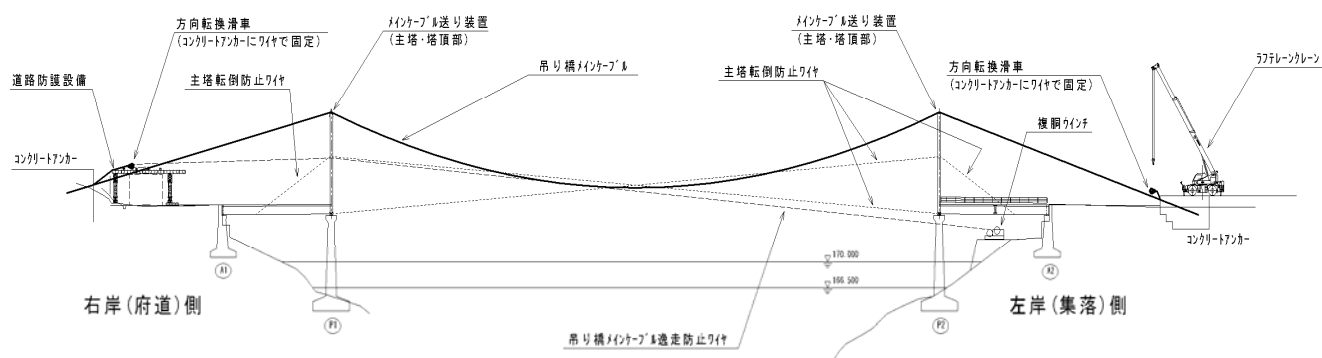 方向転換滑車
(コンクリートアンカーにワイヤで固定)
メインケーブル送り装置
(主塔・塔頂部)
メインケーブル送り装置
(主塔・塔頂部)
道路防護設備
主塔転倒防止ワイヤ
吊り橋メインケーブル
主塔転倒防止ワイヤ
方向転換滑車
(コンクリートアンカーにワイヤで固定)
ラフテレーンクレーン
複胴ウインチ
コンクリートアンカー
コンクリートアンカー
A1
A2
170.000
166.500
右岸(府道)側
左岸(集落)側
P1
P2
吊り橋メインケーブル逸走防止ワイヤ